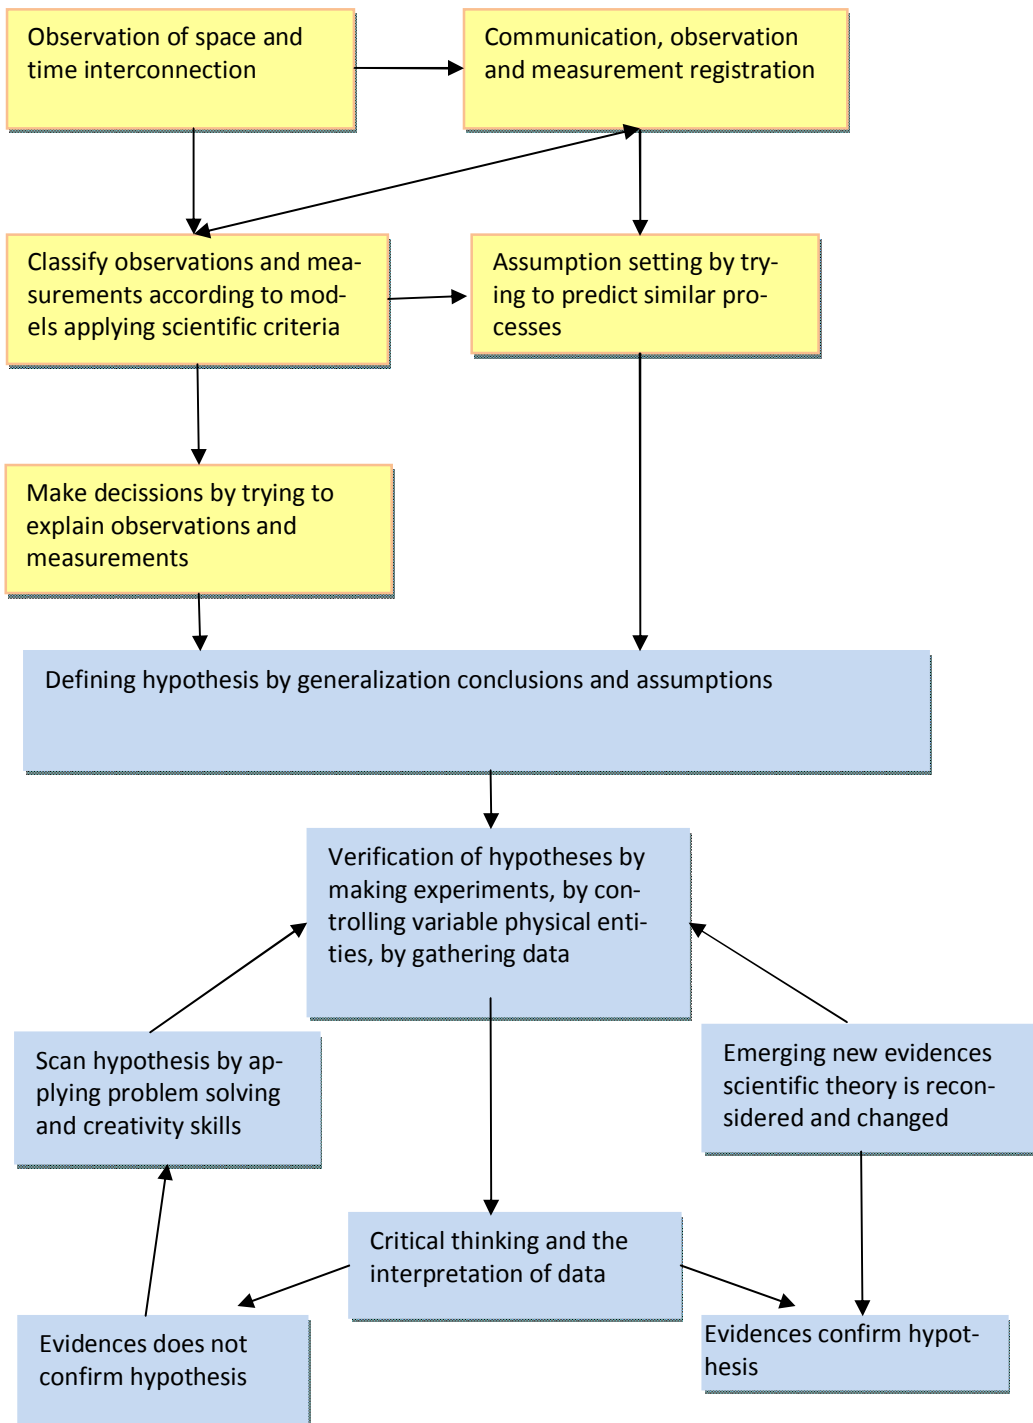 Observation of space and
time interconnection
Communication, observation
and measurement registration
Classify observations and mea-
surements according to mod-
els applying scientific criteria
Assumption setting by try-
ing to predict similar pro-
cesses
Make decissions by trying to
explain observations and
measurements
Defining hypothesis by generalization conclusions and assumptions
Verification of hypotheses by
making experiments, by con-
trolling variable physical enti-
ties, by gathering data
Scan hypothesis by ap-
plying problem solving
and creativity skills
Emerging new evidences
scientific theory is recon-
sidered and changed
Critical thinking and the
interpretation of data
Evidences does not
confirm hypothesis
Evidences confirm hypot-
hesis